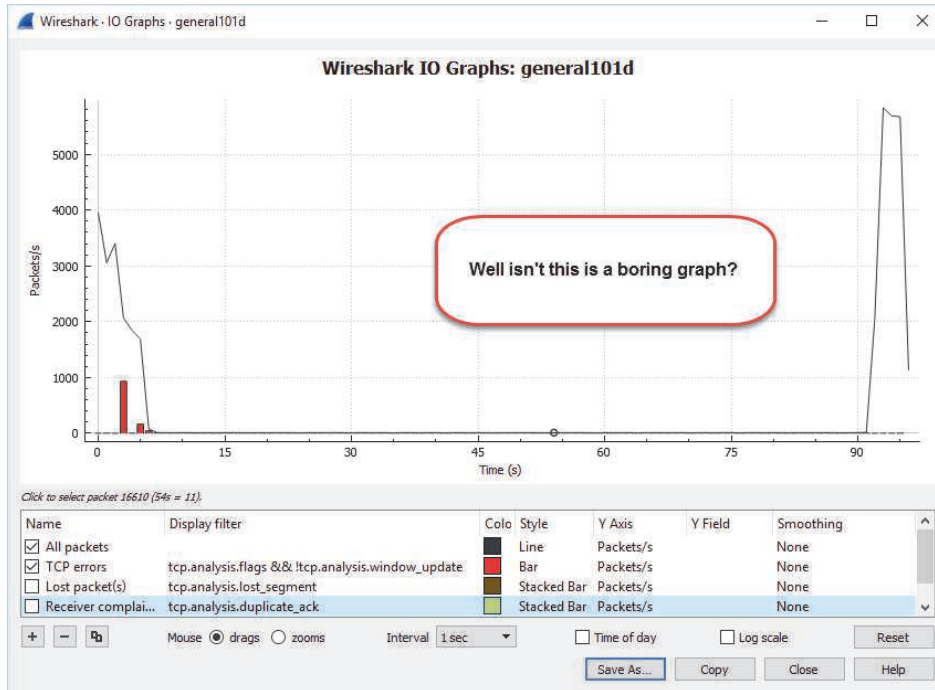 Wireshark · IO Graphs · general101d
Wireshark IO Graphs: general101d
Well isn't this is a boring graph?
Packets/s
5000
4000
3000
2000
1000
0
0 15 30 45 60 75 90
Time (s)
Click to select packet 16610 (54s = 11).
Name Display filter Colo Style Y Axis Y Field Smoothing
All packets Line Packets/s None
TCP errors tcp.analysis.flags && !tcp.analysis.window_update Bar Packets/s None
Lost packet(s) tcp.analysis.lost_segment Stacked Bar Packets/s None
Receiver complai... tcp.analysis.duplicate_ack Stacked Bar Packets/s None
+ − Mouse drags zooms Interval 1 sec Time of day Log scale Reset
Save As... Copy Close Help